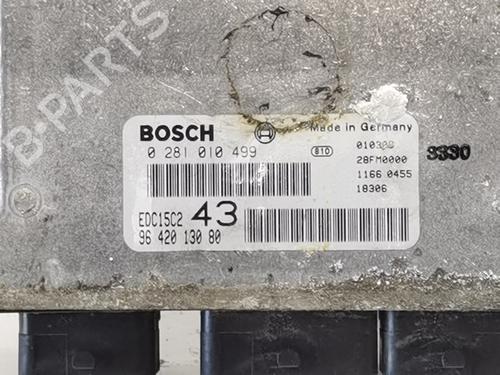 B-PARTS
BOSCH
Made in Germany
0 281 010 499
810
28FM0000
1166 0455
18306
3330
EDC15C2 43
96 420 130 80